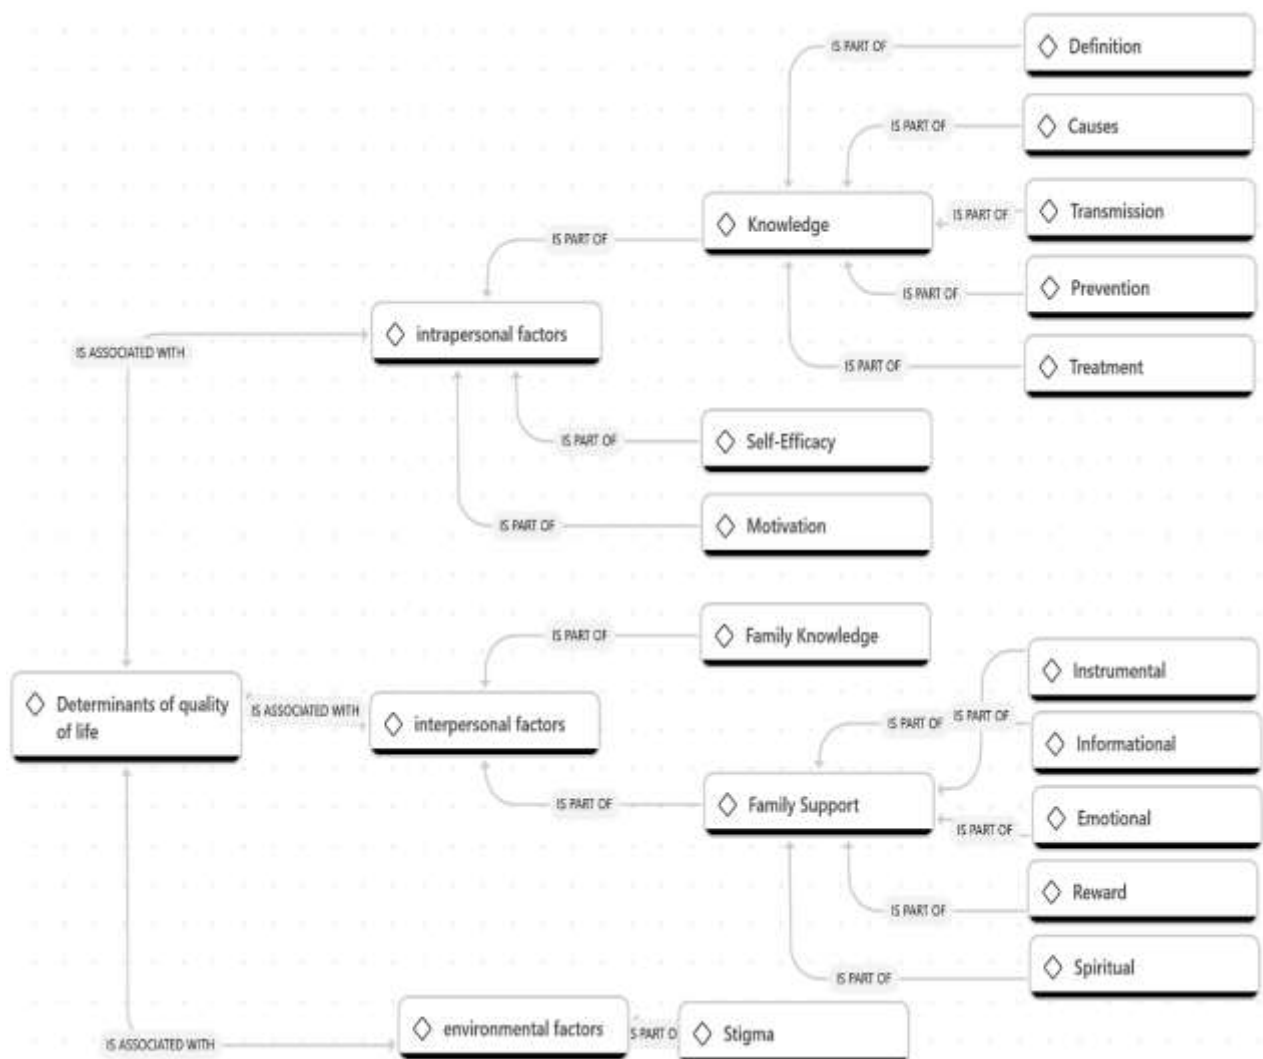 IS PART OF
Definition
IS PART OF
Causes
IS PART OF
Transmission
Knowledge
IS PART OF
IS PART OF
Prevention
intrapersonal factors
IS ASSOCIATED WITH
IS PART OF
Treatment
IS PART OF
Self-Efficacy
IS PART OF
Motivation
IS PART OF
Family Knowledge
Instrumental
Determinants of quality
of life
IS ASSOCIATED WITH
interpersonal factors
IS PART OF
IS PART OF
Informational
IS PART OF
Family Support
IS PART OF
Emotional
IS PART OF
Reward
IS PART OF
Spiritual
environmental factors
IS PART O
Stigma
IS ASSOCIATED WITH